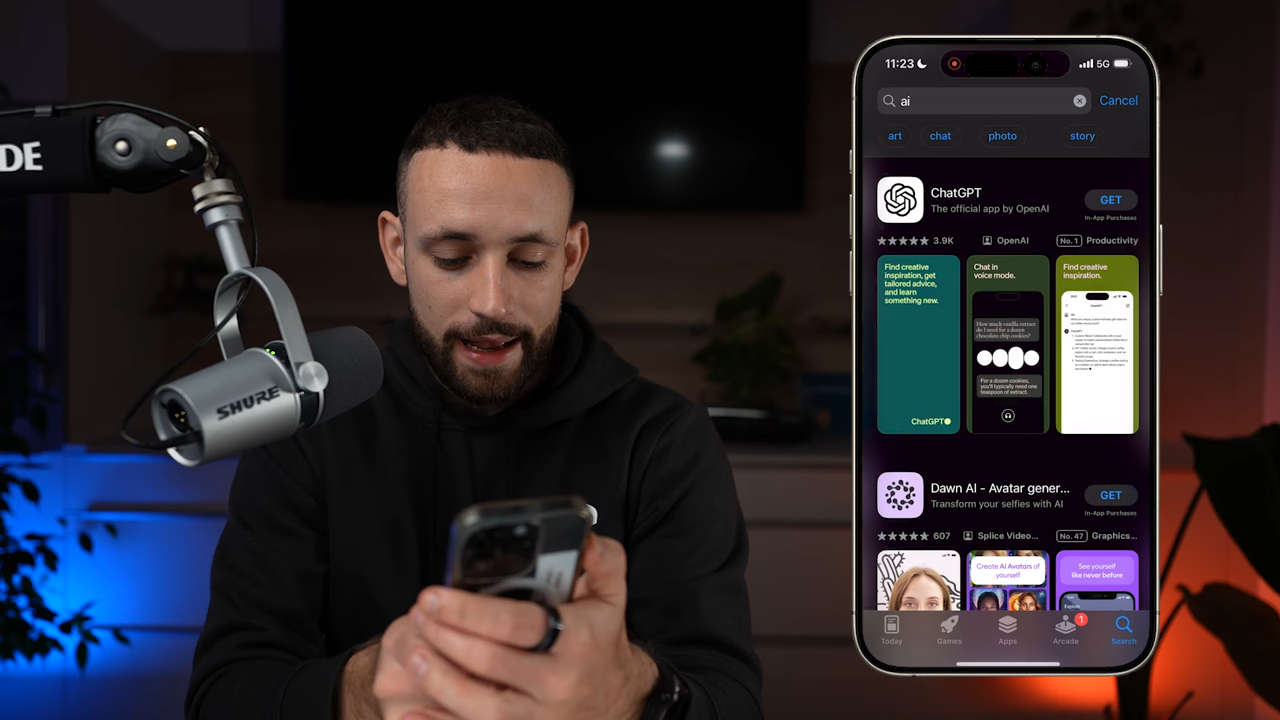 DE
SHURE
11:23
5G
ai
Cancel
art
chat
photo
story
ChatGPT
The official app by OpenAI
GET
In-App Purchases
★★★★★ 3.9K
OpenAI
No. 1 Productivity
Find creative
inspiration, get
tailored advice,
and learn
something new.
ChatGPT
Chat in
voice mode.
How much vanilla extract
do I need for a dozen
chocolate chip cookies?
For a dozen cookies,
you'll typically need one
teaspoon of extract.
Find creative
inspiration.
Dawn AI - Avatar gener...
Transform your selfies with AI
GET
In-App Purchases
★★★★★ 607
Splice Video...
No. 47 Graphics...
Create AI Avatars of
yourself
See yourself
like never before
Explore
Today
Games
Apps
Arcade
1
Search